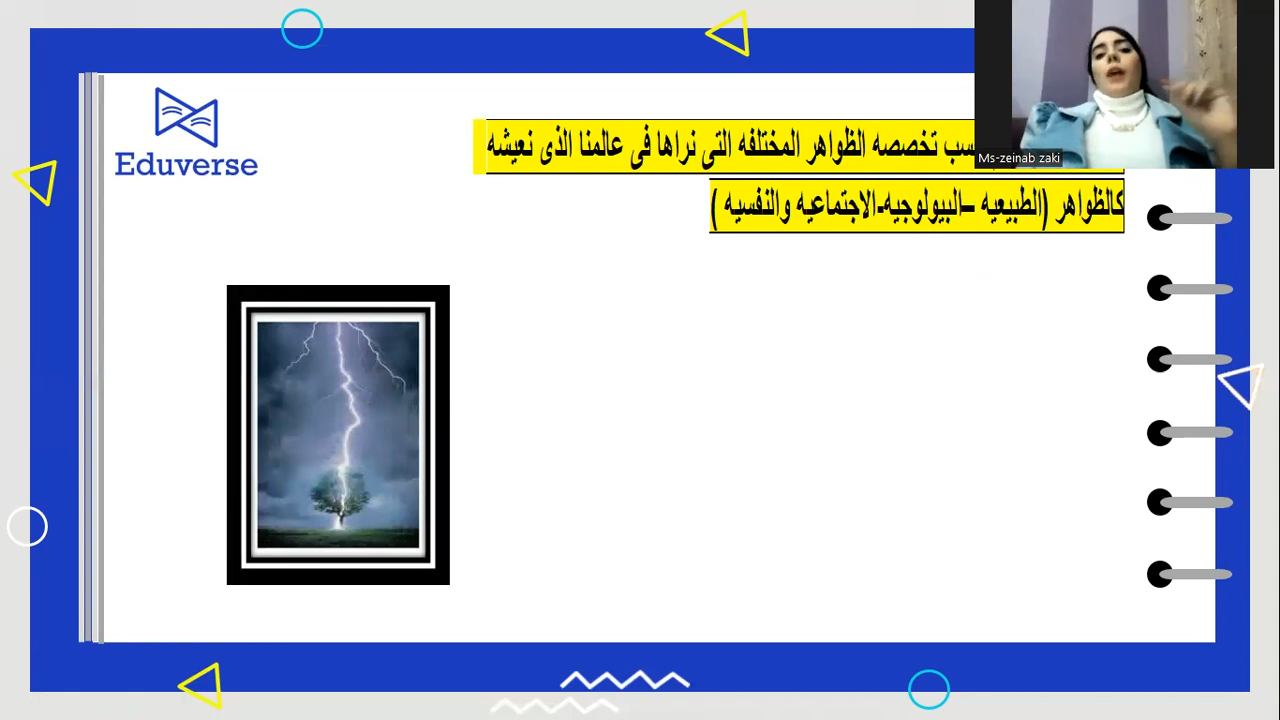 Eduverse
Ms-zeinab zaki
تخصصه الظواهر المختلفه التى نراها فى عالمنا الذى نعيشه
كالظواهر (الطبيعيه –البيولوجيه-الاجتماعيه والنفسيه )